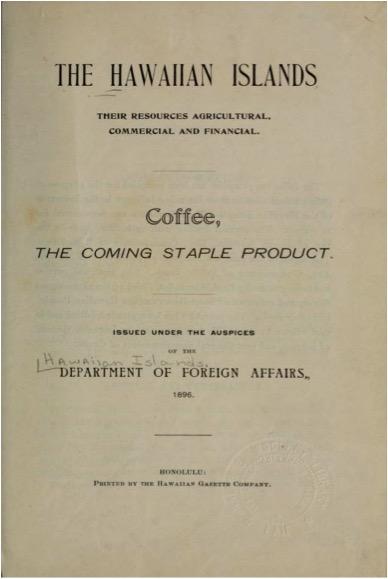 THE HAWAIIAN ISLANDS
THEIR RESOURCES AGRICULTURAL,
COMMERCIAL AND FINANCIAL.
Coffee,
THE COMING STAPLE PRODUCT.
ISSUED UNDER THE AUSPICES
OF THE
Hawaiian Islands.
DEPARTMENT OF FOREIGN AFFAIRS,
1896.
HONOLULU:
PRINTED BY THE HAWAIIAN GAZETTE COMPANY.